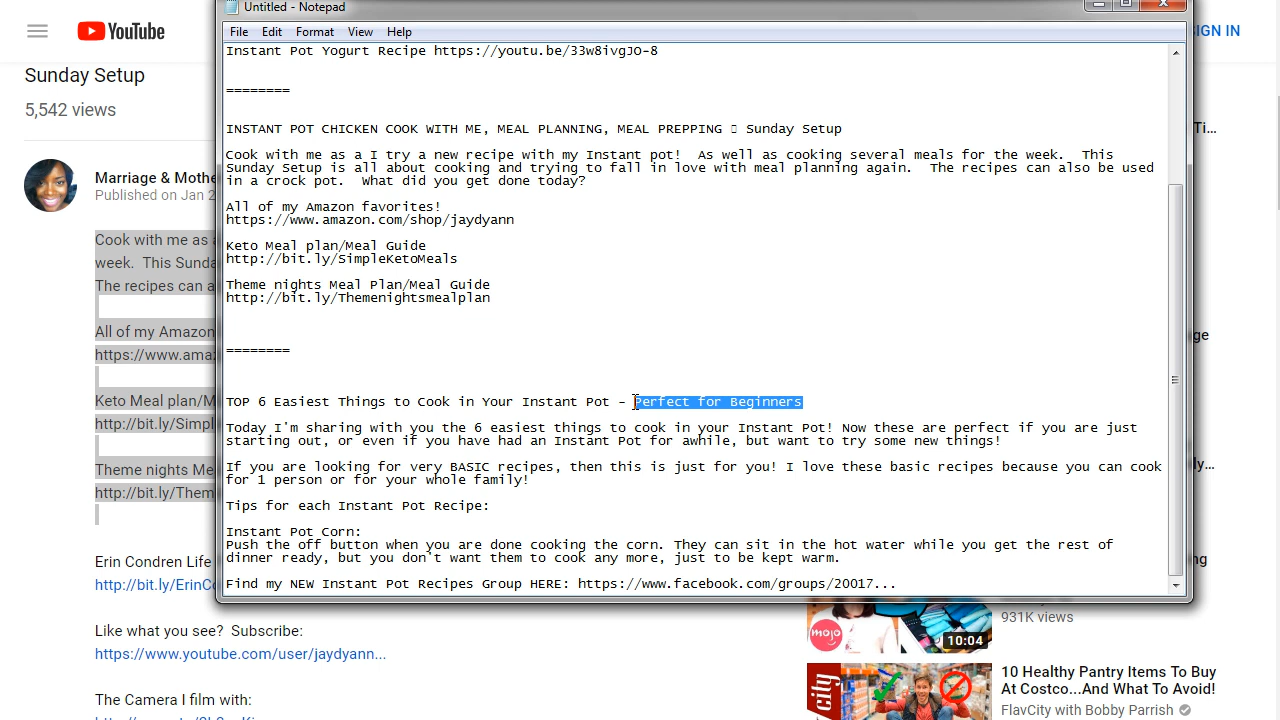 Untitled - Notepad
File Edit Format View Help
YouTube
SIGN IN
Sunday Setup
5,542 views
Marriage & Mothe
Published on Jan 2
Cook with me as a
week. This Sunda
The recipes can a
All of my Amazon
https://www.ama
Keto Meal plan/M
http://bit.ly/Simpl
Theme nights Me
http://bit.ly/Them
Erin Condren Life
http://bit.ly/ErinCo
Like what you see? Subscribe:
https://www.youtube.com/user/jaydyann...
The Camera I film with:
Instant Pot Yogurt Recipe https://youtu.be/33w8ivgJO-8
========
INSTANT POT CHICKEN COOK WITH ME, MEAL PLANNING, MEAL PREPPING ▯ Sunday Setup
Cook with me as a I try a new recipe with my Instant pot!  As well as cooking several meals for the week.  This
Sunday Setup is all about cooking and trying to fall in love with meal planning again.  The recipes can also be used
in a crock pot.  What did you get done today?
All of my Amazon favorites!
https://www.amazon.com/shop/jaydyann
Keto Meal plan/Meal Guide
http://bit.ly/SimpleKetoMeals
Theme nights Meal Plan/Meal Guide
http://bit.ly/Themenightsmealplan
========
TOP 6 Easiest Things to Cook in Your Instant Pot - Perfect for Beginners
Today I'm sharing with you the 6 easiest things to cook in your Instant Pot! Now these are perfect if you are just
starting out, or even if you have had an Instant Pot for awhile, but want to try some new things!
If you are looking for very BASIC recipes, then this is just for you! I love these basic recipes because you can cook
for 1 person or for your whole family!
Tips for each Instant Pot Recipe:
Instant Pot Corn:
Push the off button when you are done cooking the corn. They can sit in the hot water while you get the rest of
dinner ready, but you don't want them to cook any more, just to be kept warm.
Find my NEW Instant Pot Recipes Group HERE: https://www.facebook.com/groups/20017...
Ti...
ge
y...
ng
931K views
mojo
10:04
10 Healthy Pantry Items To Buy
At Costco...And What To Avoid!
FlavCity with Bobby Parrish
city